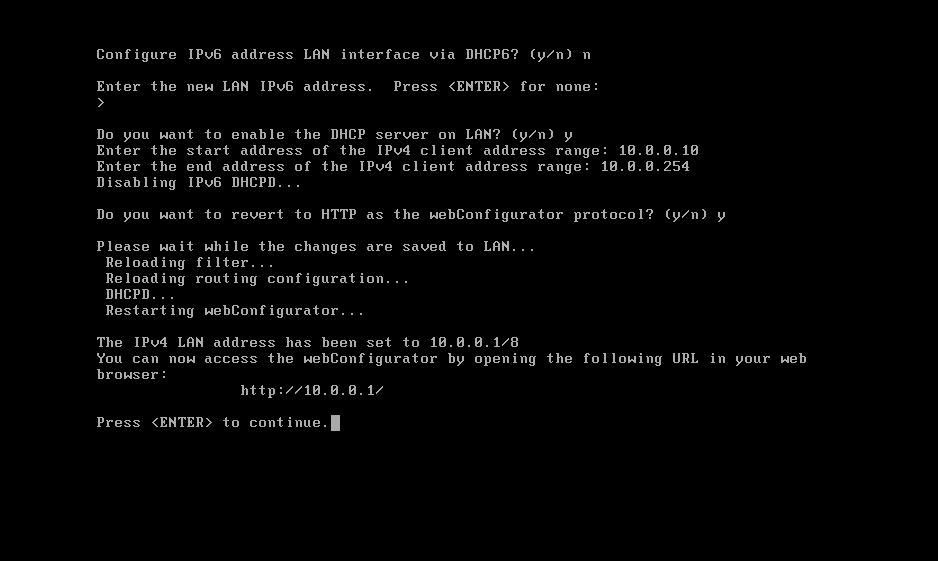 Configure IPv6 address LAN interface via DHCP6? (y/n) n
Enter the new LAN IPv6 address.  Press <ENTER> for none:
>
Do you want to enable the DHCP server on LAN? (y/n) y
Enter the start address of the IPv4 client address range: 10.0.0.10
Enter the end address of the IPv4 client address range: 10.0.0.254
Disabling IPv6 DHCPD...
Do you want to revert to HTTP as the webConfigurator protocol? (y/n) y
Please wait while the changes are saved to LAN...
Reloading filter...
Reloading routing configuration...
DHCPD...
Restarting webConfigurator...
The IPv4 LAN address has been set to 10.0.0.1/8
You can now access the webConfigurator by opening the following URL in your web
browser:
http://10.0.0.1/
Press <ENTER> to continue.